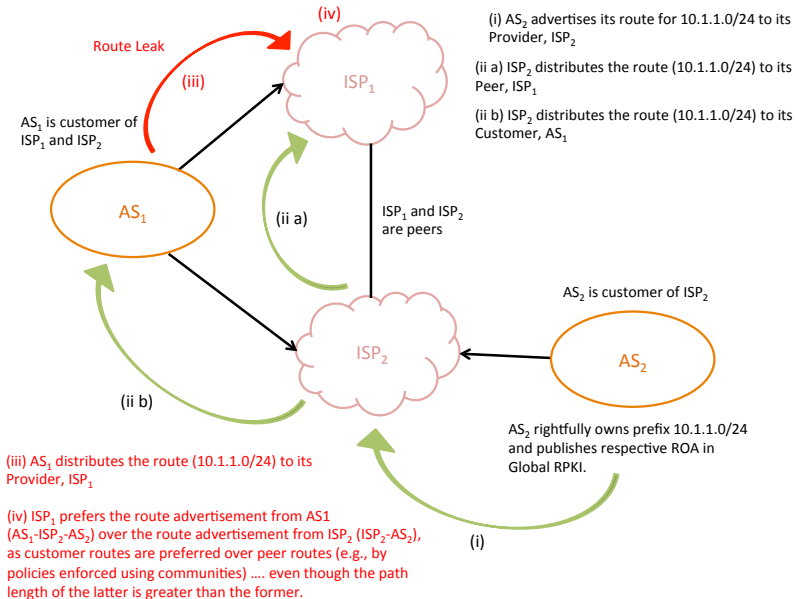 (iv)
Route Leak
(iii)
ISP₁
AS₁ is customer of
ISP₁ and ISP₂
(i) AS₂ advertises its route for 10.1.1.0/24 to its
Provider, ISP₂
(ii a) ISP₂ distributes the route (10.1.1.0/24) to its
Peer, ISP₁
(ii b) ISP₂ distributes the route (10.1.1.0/24) to its
Customer, AS₁
AS₁
(ii a)
ISP₁ and ISP₂
are peers
AS₂ is customer of ISP₂
ISP₂
AS₂
(ii b)
AS₂ rightfully owns prefix 10.1.1.0/24
and publishes respective ROA in
Global RPKI.
(iii) AS₁ distributes the route (10.1.1.0/24) to its
Provider, ISP₁
(iv) ISP₁ prefers the route advertisement from AS1
(AS₁-ISP₂-AS₂) over the route advertisement from ISP₂ (ISP₂-AS₂),
as customer routes are preferred over peer routes (e.g., by
policies enforced using communities) .... even though the path
length of the latter is greater than the former.
(i)